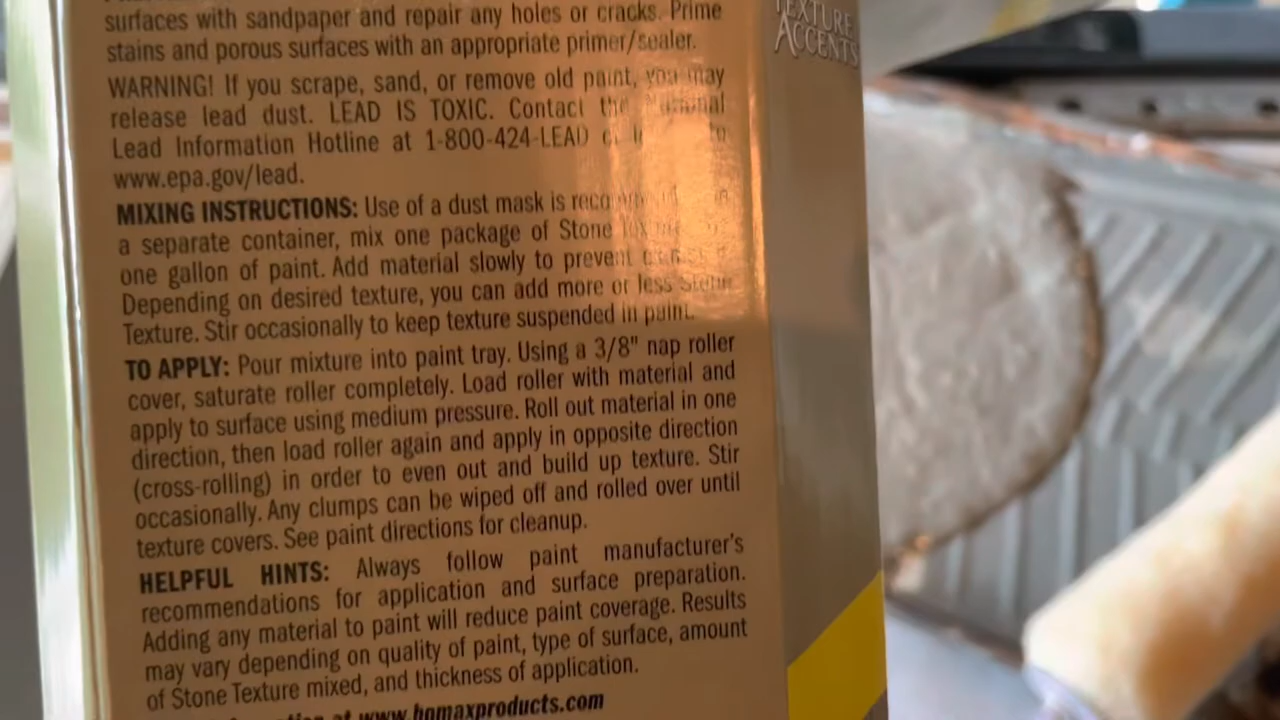 surfaces with sandpaper and repair any holes or cracks. Prime
stains and porous surfaces with an appropriate primer/sealer.
WARNING! If you scrape, sand, or remove old paint, you may
release lead dust. LEAD IS TOXIC. Contact the National
Lead Information Hotline at 1-800-424-LEAD to
www.epa.gov/lead.
MIXING INSTRUCTIONS: Use of a dust mask is
a separate container, mix one package of Stone
one gallon of paint. Add material slowly to prevent
Depending on desired texture, you can add more or less Stone
Texture. Stir occasionally to keep texture suspended in paint.
TO APPLY: Pour mixture into paint tray. Using a 3/8" nap roller
cover, saturate roller completely. Load roller with material and
apply to surface using medium pressure. Roll out material in one
direction, then load roller again and apply in opposite direction
(cross-rolling) in order to even out and build up texture. Stir
occasionally. Any clumps can be wiped off and rolled over until
texture covers. See paint directions for cleanup.
HELPFUL HINTS: Always follow paint manufacturer's
recommendations for application and surface preparation.
Adding any material to paint will reduce paint coverage. Results
may vary depending on quality of paint, type of surface, amount
of Stone Texture mixed, and thickness of application.
at www.homaxproducts.com
TEXTURE
ACCENTS